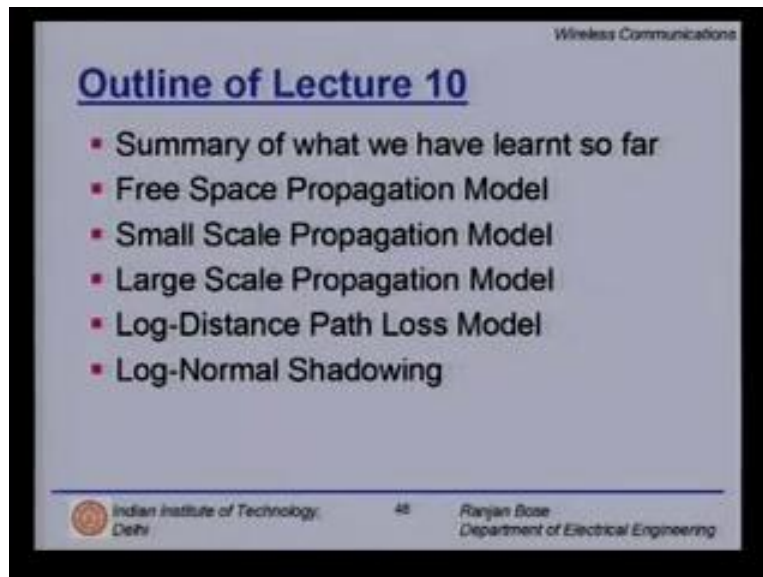 Wireless Communications
Outline of Lecture 10
Summary of what we have learnt so far
Free Space Propagation Model
Small Scale Propagation Model
Large Scale Propagation Model
Log-Distance Path Loss Model
Log-Normal Shadowing
Indian Institute of Technology, Delhi
Ranjan Bose
Department of Electrical Engineering